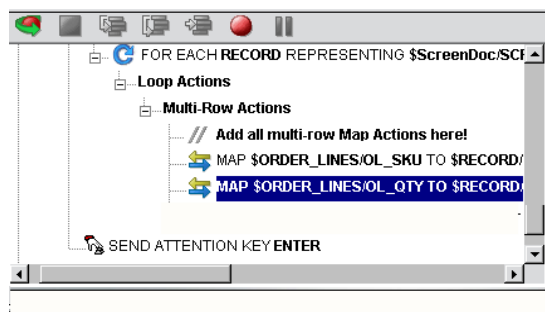 FOR EACH RECORD REPRESENTING $ScreenDoc/SCR
Loop Actions
Multi-Row Actions
// Add all multi-row Map Actions here!
MAP $ORDER_LINES/OL_SKU TO $RECORD/
MAP $ORDER_LINES/OL_QTY TO $RECORD/
SEND ATTENTION KEY ENTER